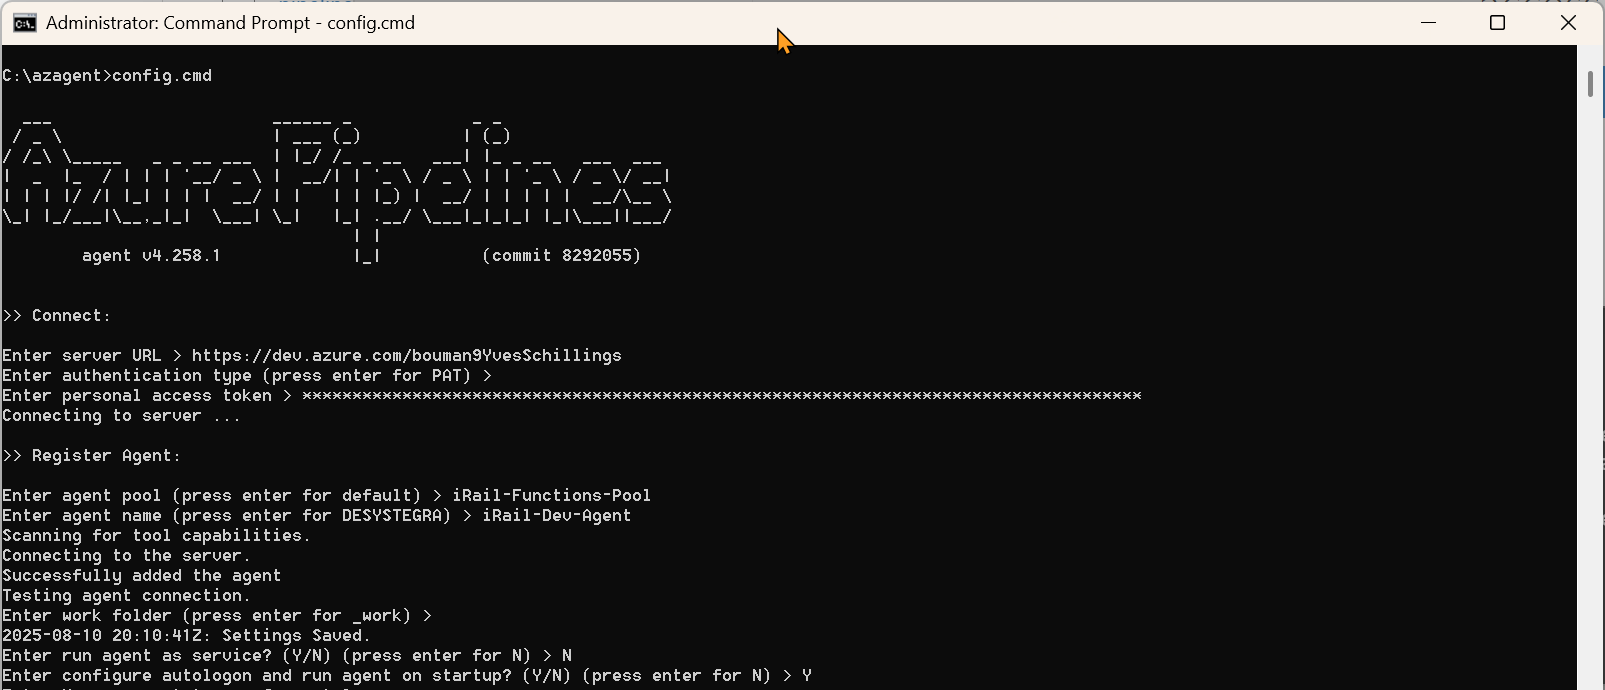 Administrator: Command Prompt - config.cmd
C:\azagent>config.cmd
Azure Pipelines
agent v4.258.1 (commit 8292055)
>> Connect:
Enter server URL > https://dev.azure.com/bouman9YvesSchillings
Enter authentication type (press enter for PAT) >
Enter personal access token > ************************************************************************************
Connecting to server ...
>> Register Agent:
Enter agent pool (press enter for default) > iRail-Functions-Pool
Enter agent name (press enter for DESYSTEGRA) > iRail-Dev-Agent
Scanning for tool capabilities.
Connecting to the server.
Successfully added the agent
Testing agent connection.
Enter work folder (press enter for _work) >
2025-08-10 20:10:41Z: Settings Saved.
Enter run agent as service? (Y/N) (press enter for N) > N
Enter configure autologon and run agent on startup? (Y/N) (press enter for N) > Y